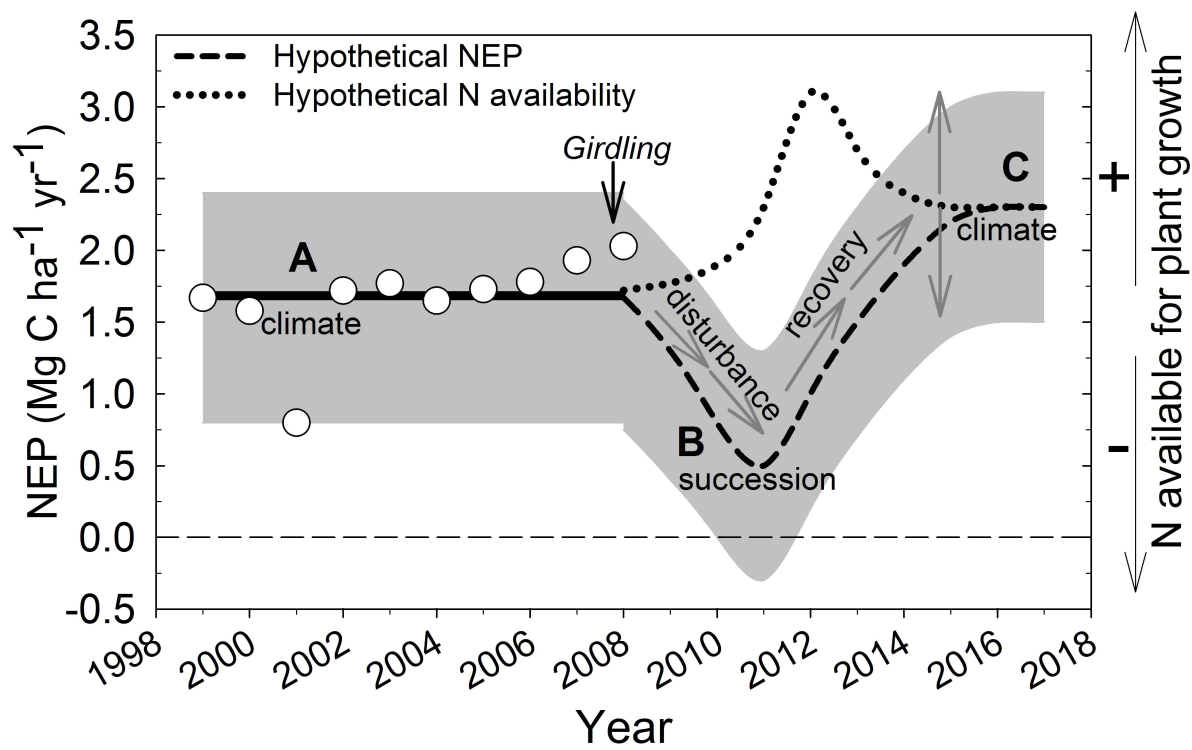 Hypothetical NEP
Hypothetical N availability
Girdling
A
climate
disturbance
B
succession
recovery
C
climate
NEP (Mg C ha⁻¹ yr⁻¹)
3.5
3.0
2.5
2.0
1.5
1.0
0.5
0.0
-0.5
1998 2000 2002 2004 2006 2008 2010 2012 2014 2016 2018
Year
+
-
N available for plant growth